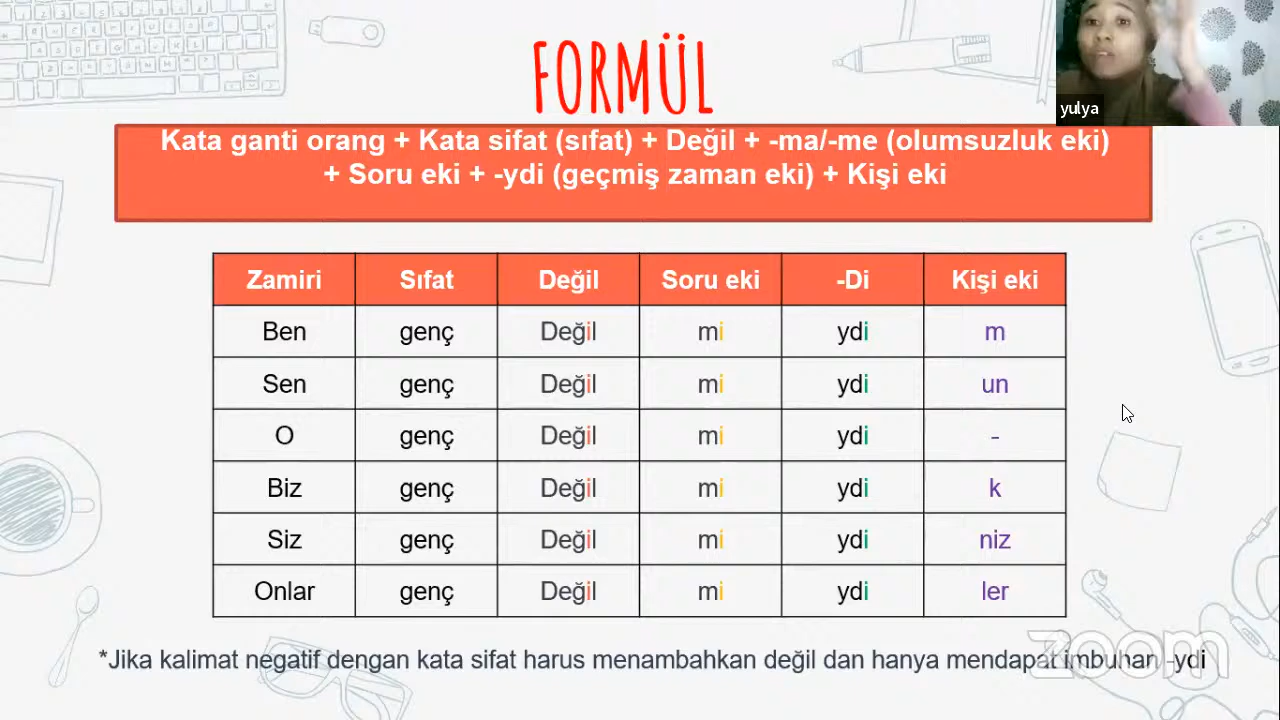 FORMÜL
yulya
Kata ganti orang + Kata sifat (sıfat) + Değil + -ma/-me (olumsuzluk eki)
+ Soru eki + -ydi (geçmiş zaman eki) + Kişi eki
Zamiri Sıfat Değil Soru eki -Di Kişi eki
Ben genç Değil mi ydi m
Sen genç Değil mi ydi un
O genç Değil mi ydi -
Biz genç Değil mi ydi k
Siz genç Değil mi ydi niz
Onlar genç Değil mi ydi ler
*Jika kalimat negatif dengan kata sifat harus menambahkan değil dan hanya mendapat imbuhan -ydi
zoom